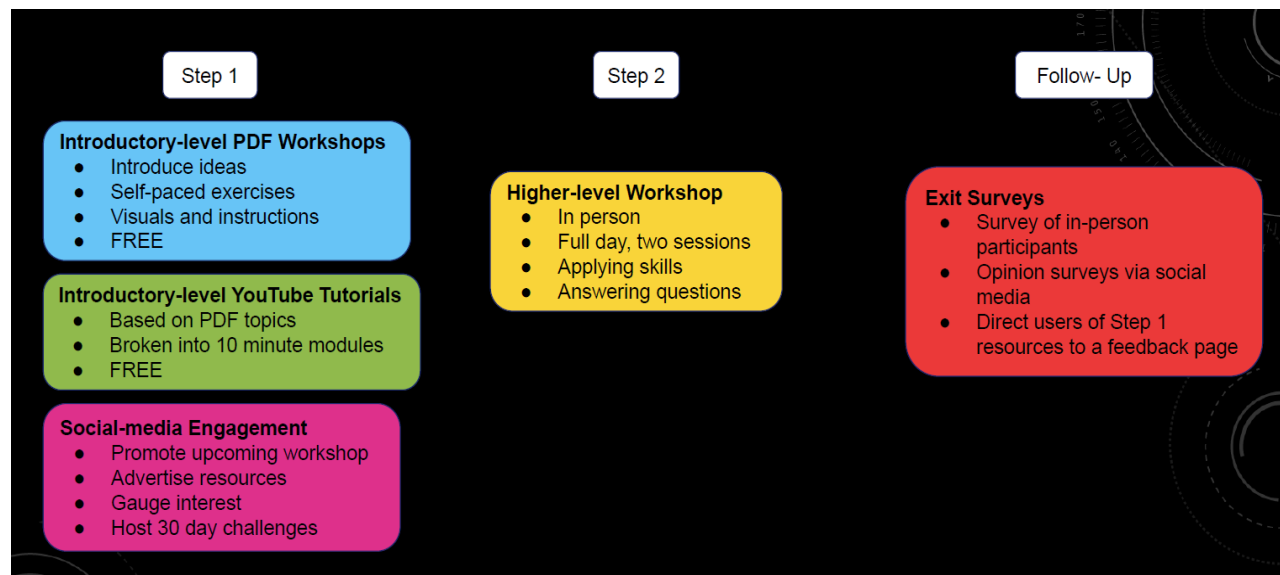 Step 1
Introductory-level PDF Workshops
● Introduce ideas
● Self-paced exercises
● Visuals and instructions
● FREE
Introductory-level YouTube Tutorials
● Based on PDF topics
● Broken into 10 minute modules
● FREE
Social-media Engagement
● Promote upcoming workshop
● Advertise resources
● Gauge interest
● Host 30 day challenges
Step 2
Higher-level Workshop
● In person
● Full day, two sessions
● Applying skills
● Answering questions
Follow- Up
Exit Surveys
● Survey of in-person
participants
● Opinion surveys via social
media
● Direct users of Step 1
resources to a feedback page
170
150
140